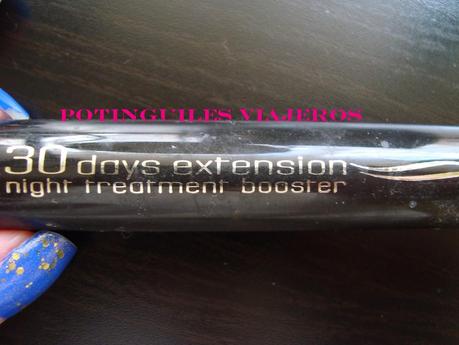 POTINGUILES VIAJEROS
30 days extension
night treatment booster